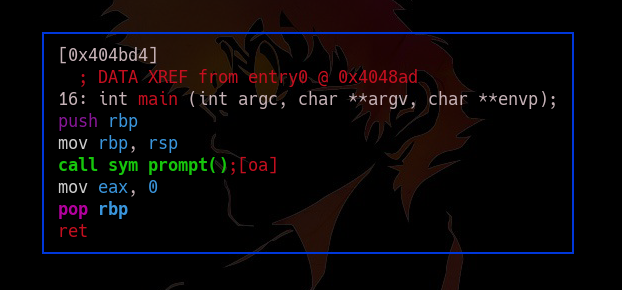 [0x404bd4]
; DATA XREF from entry0 @ 0x4048ad
16: int main (int argc, char **argv, char **envp);
push rbp
mov rbp, rsp
call sym prompt();[oa]
mov eax, 0
pop rbp
ret